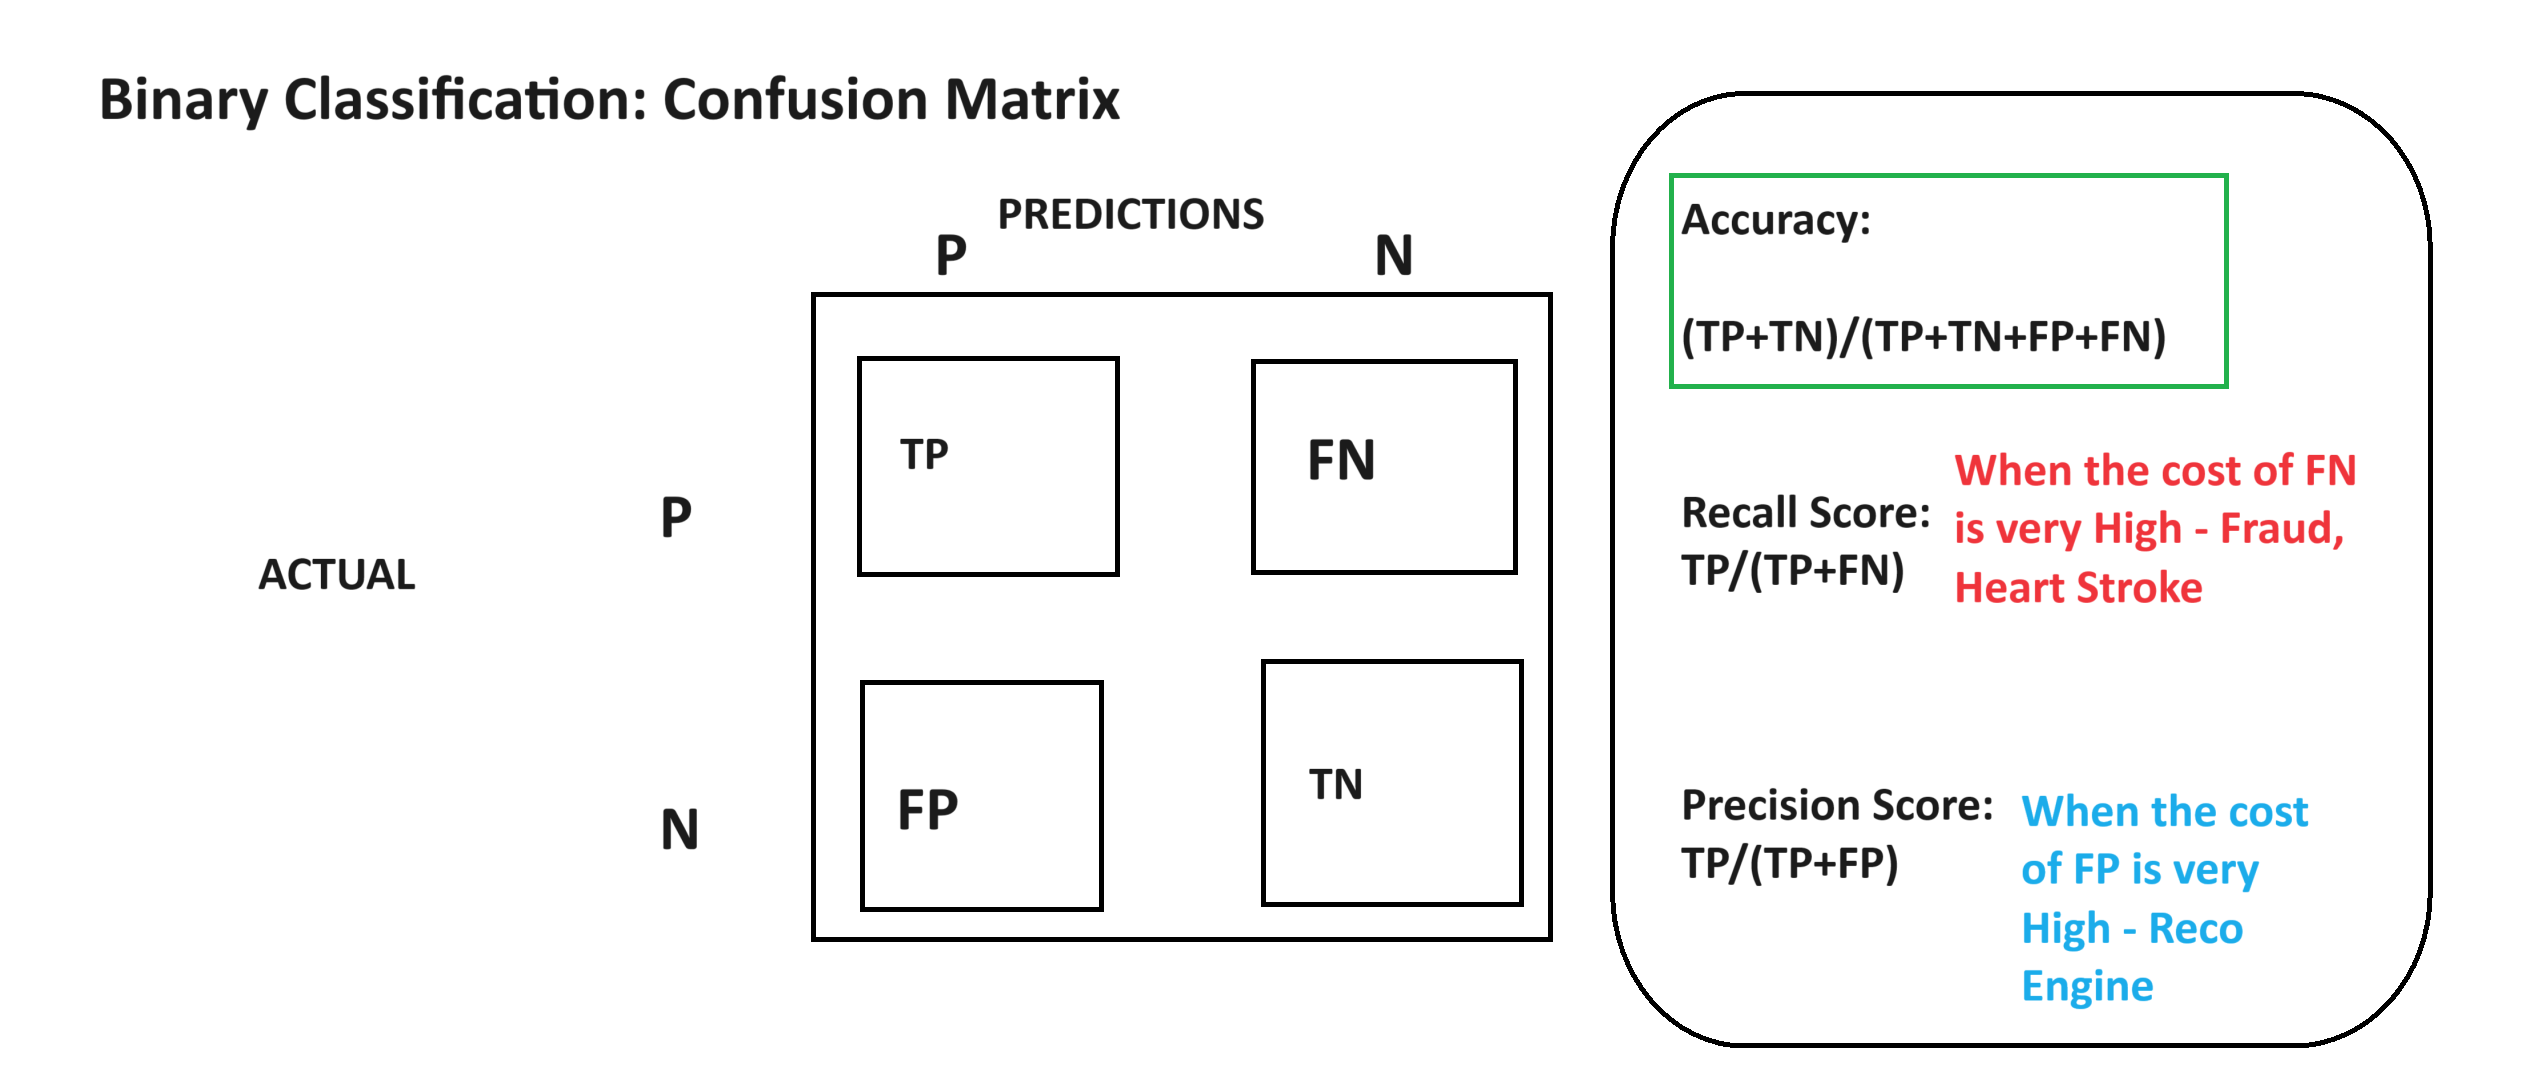 Binary Classification: Confusion Matrix
PREDICTIONS
P
N
ACTUAL
P
TP
FN
N
FP
TN
Accuracy:
(TP+TN)/(TP+TN+FP+FN)
Recall Score:
TP/(TP+FN)
When the cost of FN
is very High - Fraud,
Heart Stroke
Precision Score:
TP/(TP+FP)
When the cost
of FP is very
High - Reco
Engine